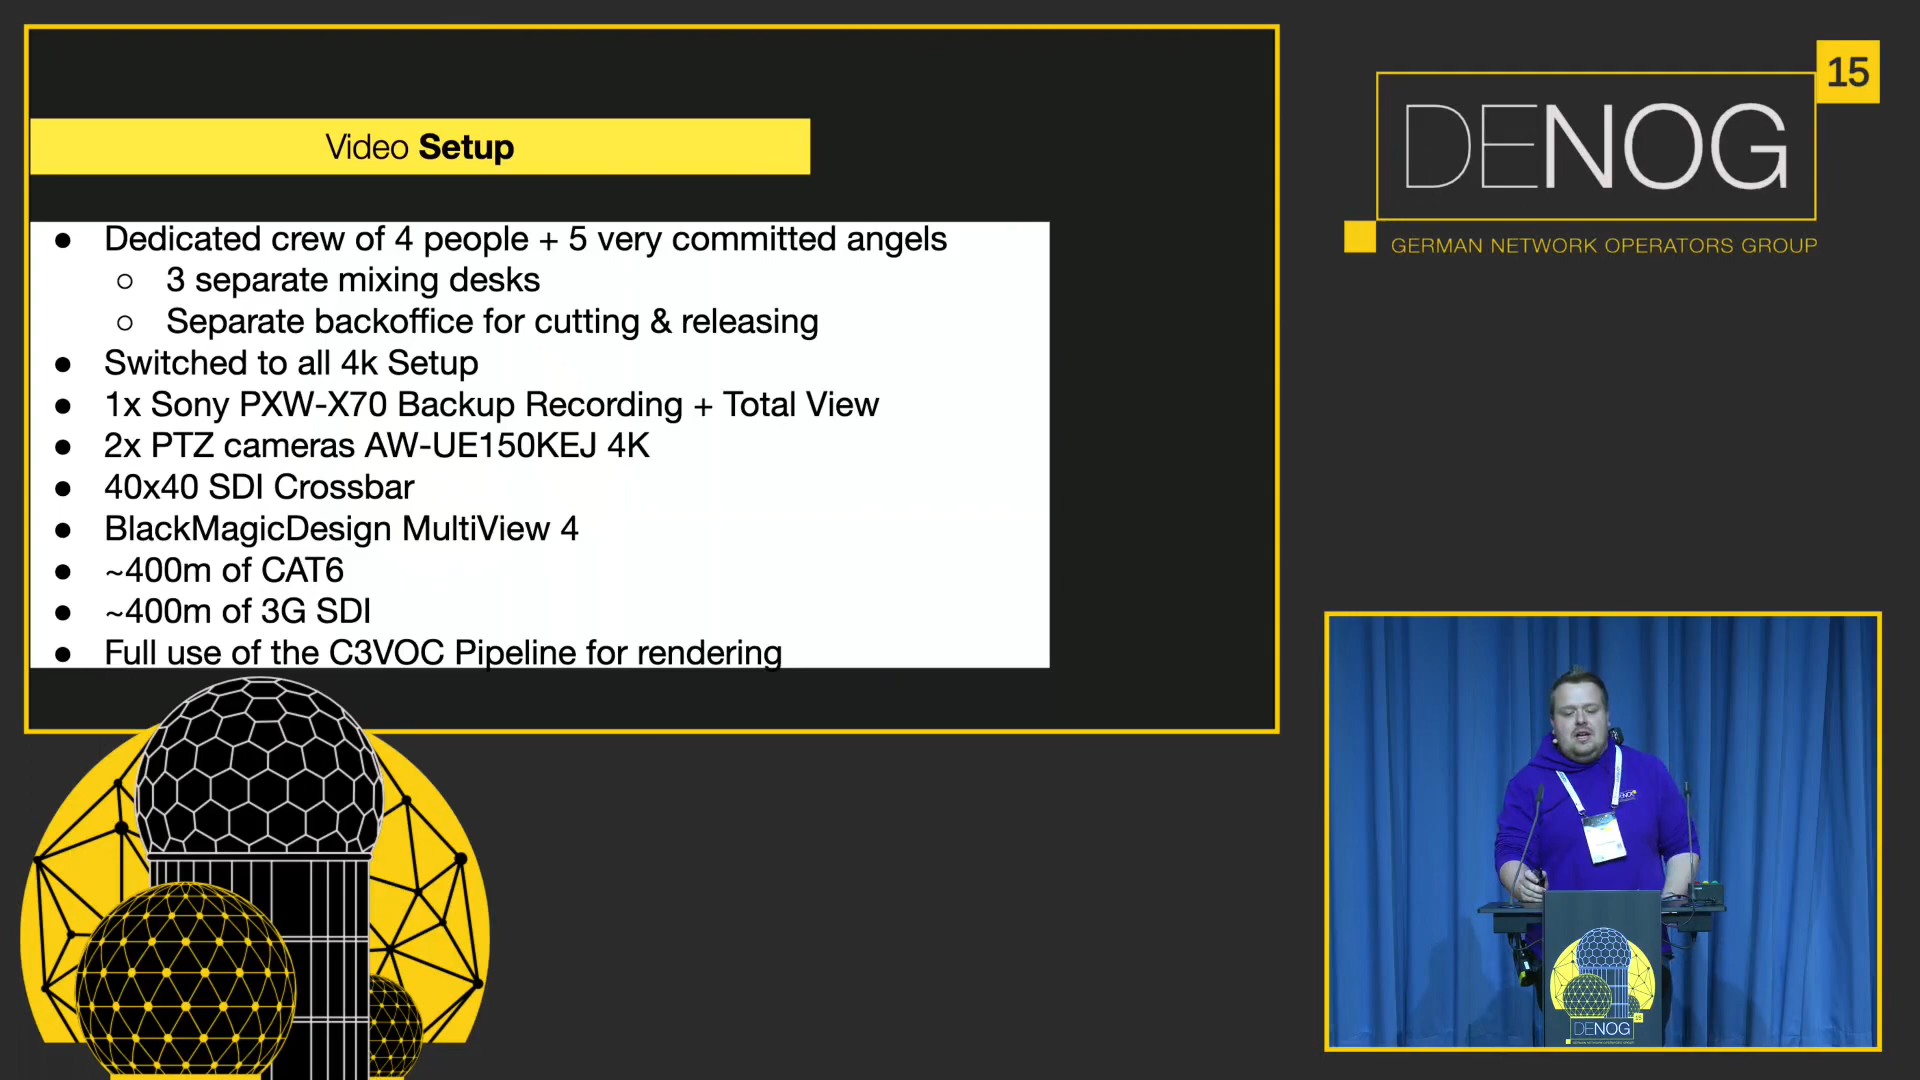 Video Setup
● Dedicated crew of 4 people + 5 very committed angels
○ 3 separate mixing desks
○ Separate backoffice for cutting & releasing
● Switched to all 4k Setup
● 1x Sony PXW-X70 Backup Recording + Total View
● 2x PTZ cameras AW-UE150KEJ 4K
● 40x40 SDI Crossbar
● BlackMagicDesign MultiView 4
● ~400m of CAT6
● ~400m of 3G SDI
● Full use of the C3VOC Pipeline for rendering
15
DENOG
GERMAN NETWORK OPERATORS GROUP
DENOG